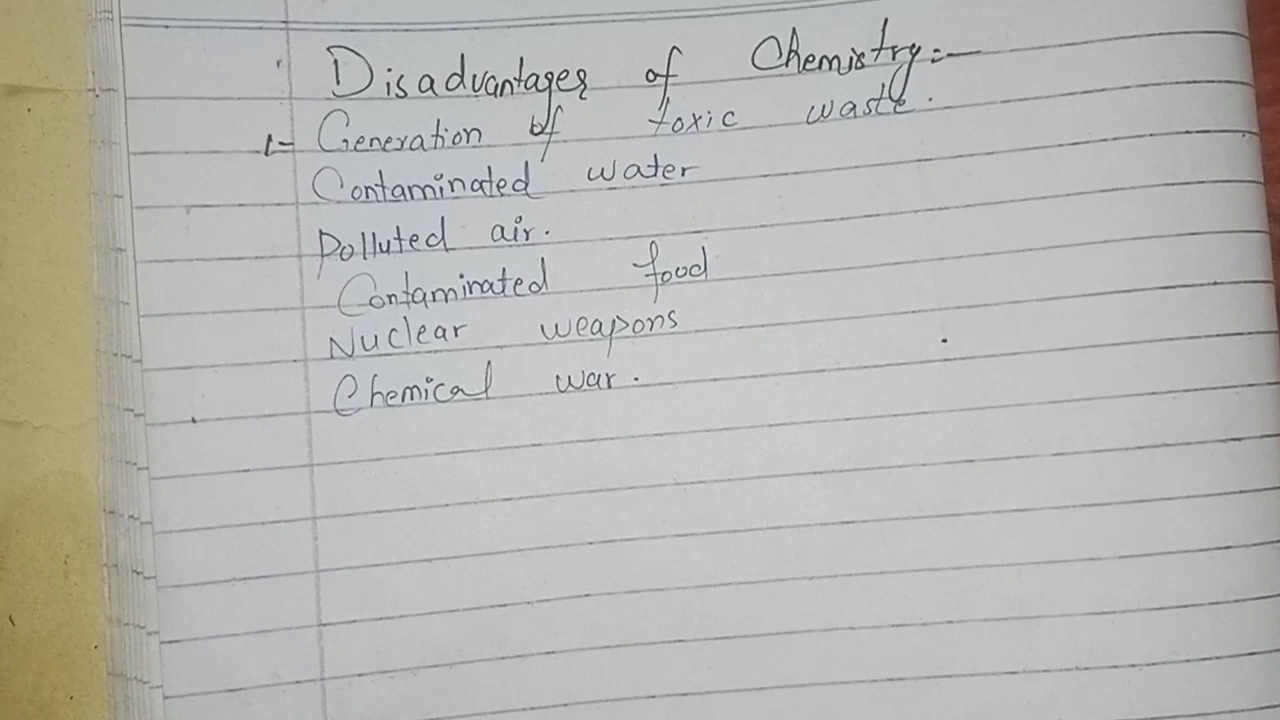 Disadvantages of Chemistry:-
1- Generation of toxic waste.
Contaminated water
Polluted air.
Contaminated food
Nuclear weapons
Chemical war.